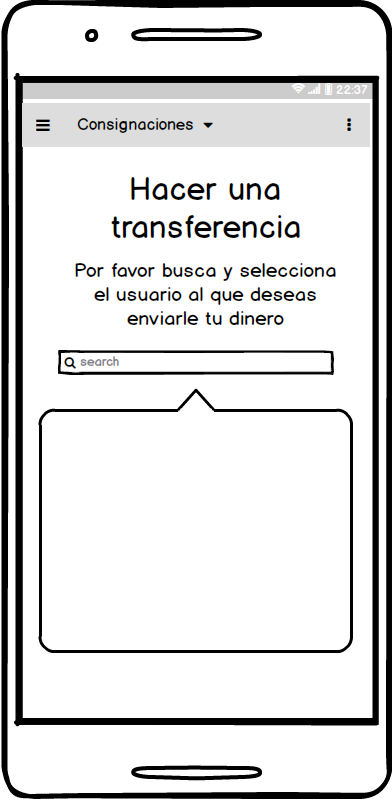 22:37
Consignaciones
Hacer una
transferencia
Por favor busca y selecciona
el usuario al que deseas
enviarle tu dinero
search